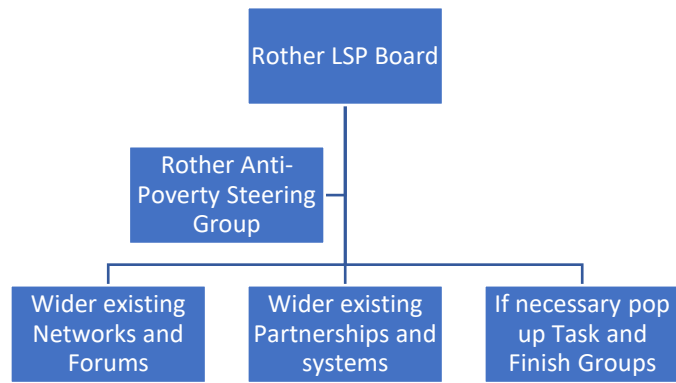 Rother LSP Board
Rother Anti-
Poverty Steering
Group
Wider existing
Networks and
Forums
Wider existing
Partnerships and
systems
If necessary pop
up Task and
Finish Groups